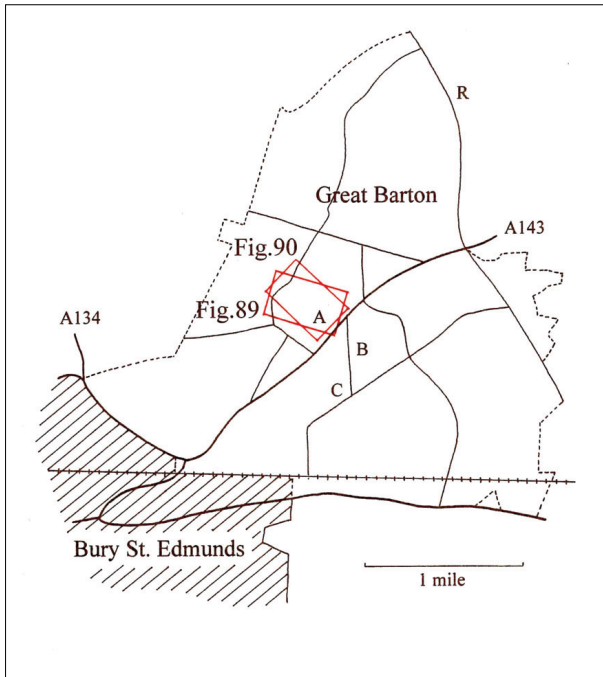 R
Great Barton
A143
Fig.90
Fig.89
A
A134
B
C
Bury St. Edmunds
1 mile